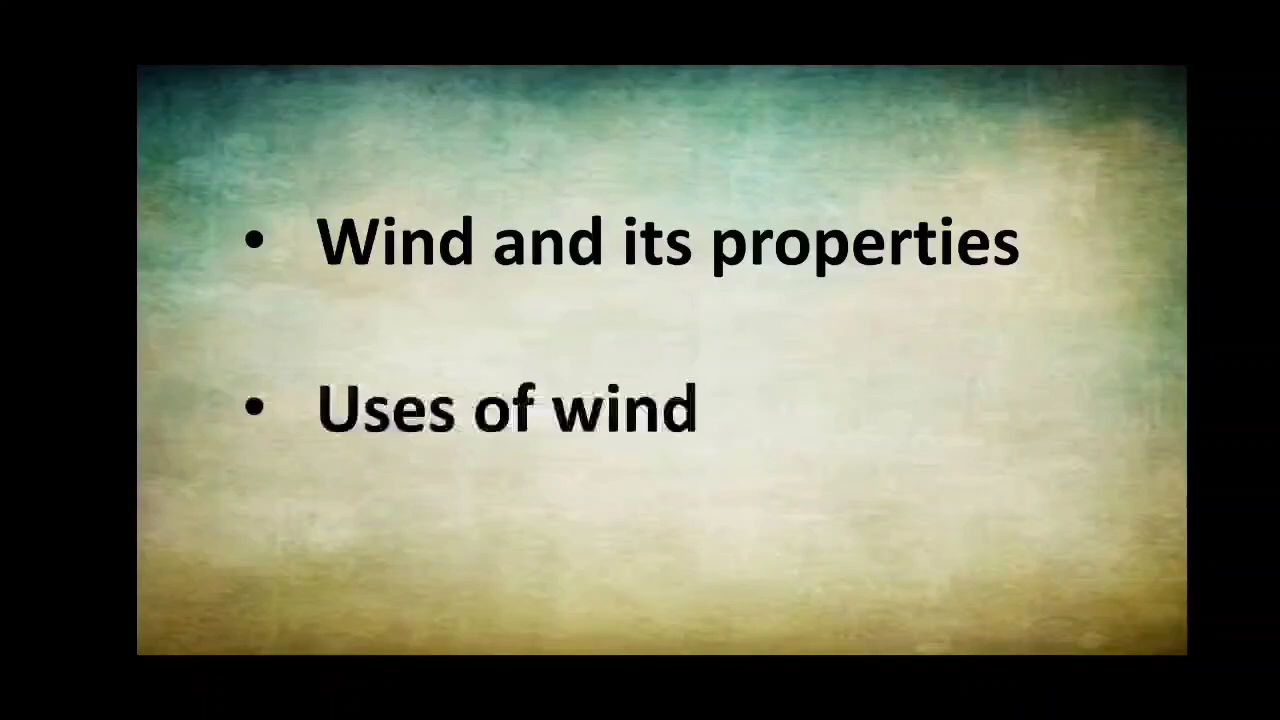 • Wind and its properties
• Uses of wind